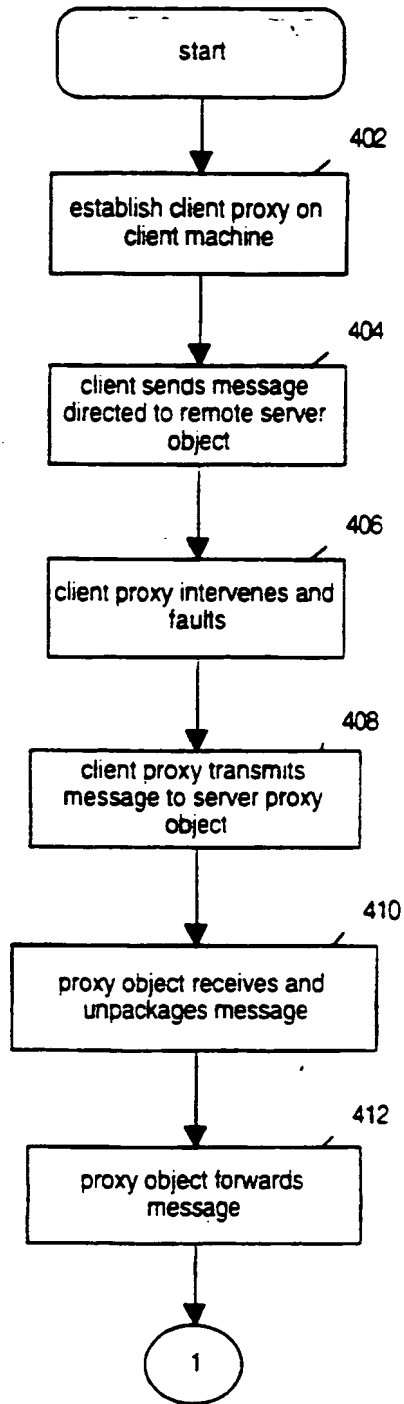 start
402
establish client proxy on
client machine
404
client sends message
directed to remote server
object
406
client proxy intervenes and
faults
408
client proxy transmits
message to server proxy
object
410
proxy object receives and
unpackages message
412
proxy object forwards
message
1